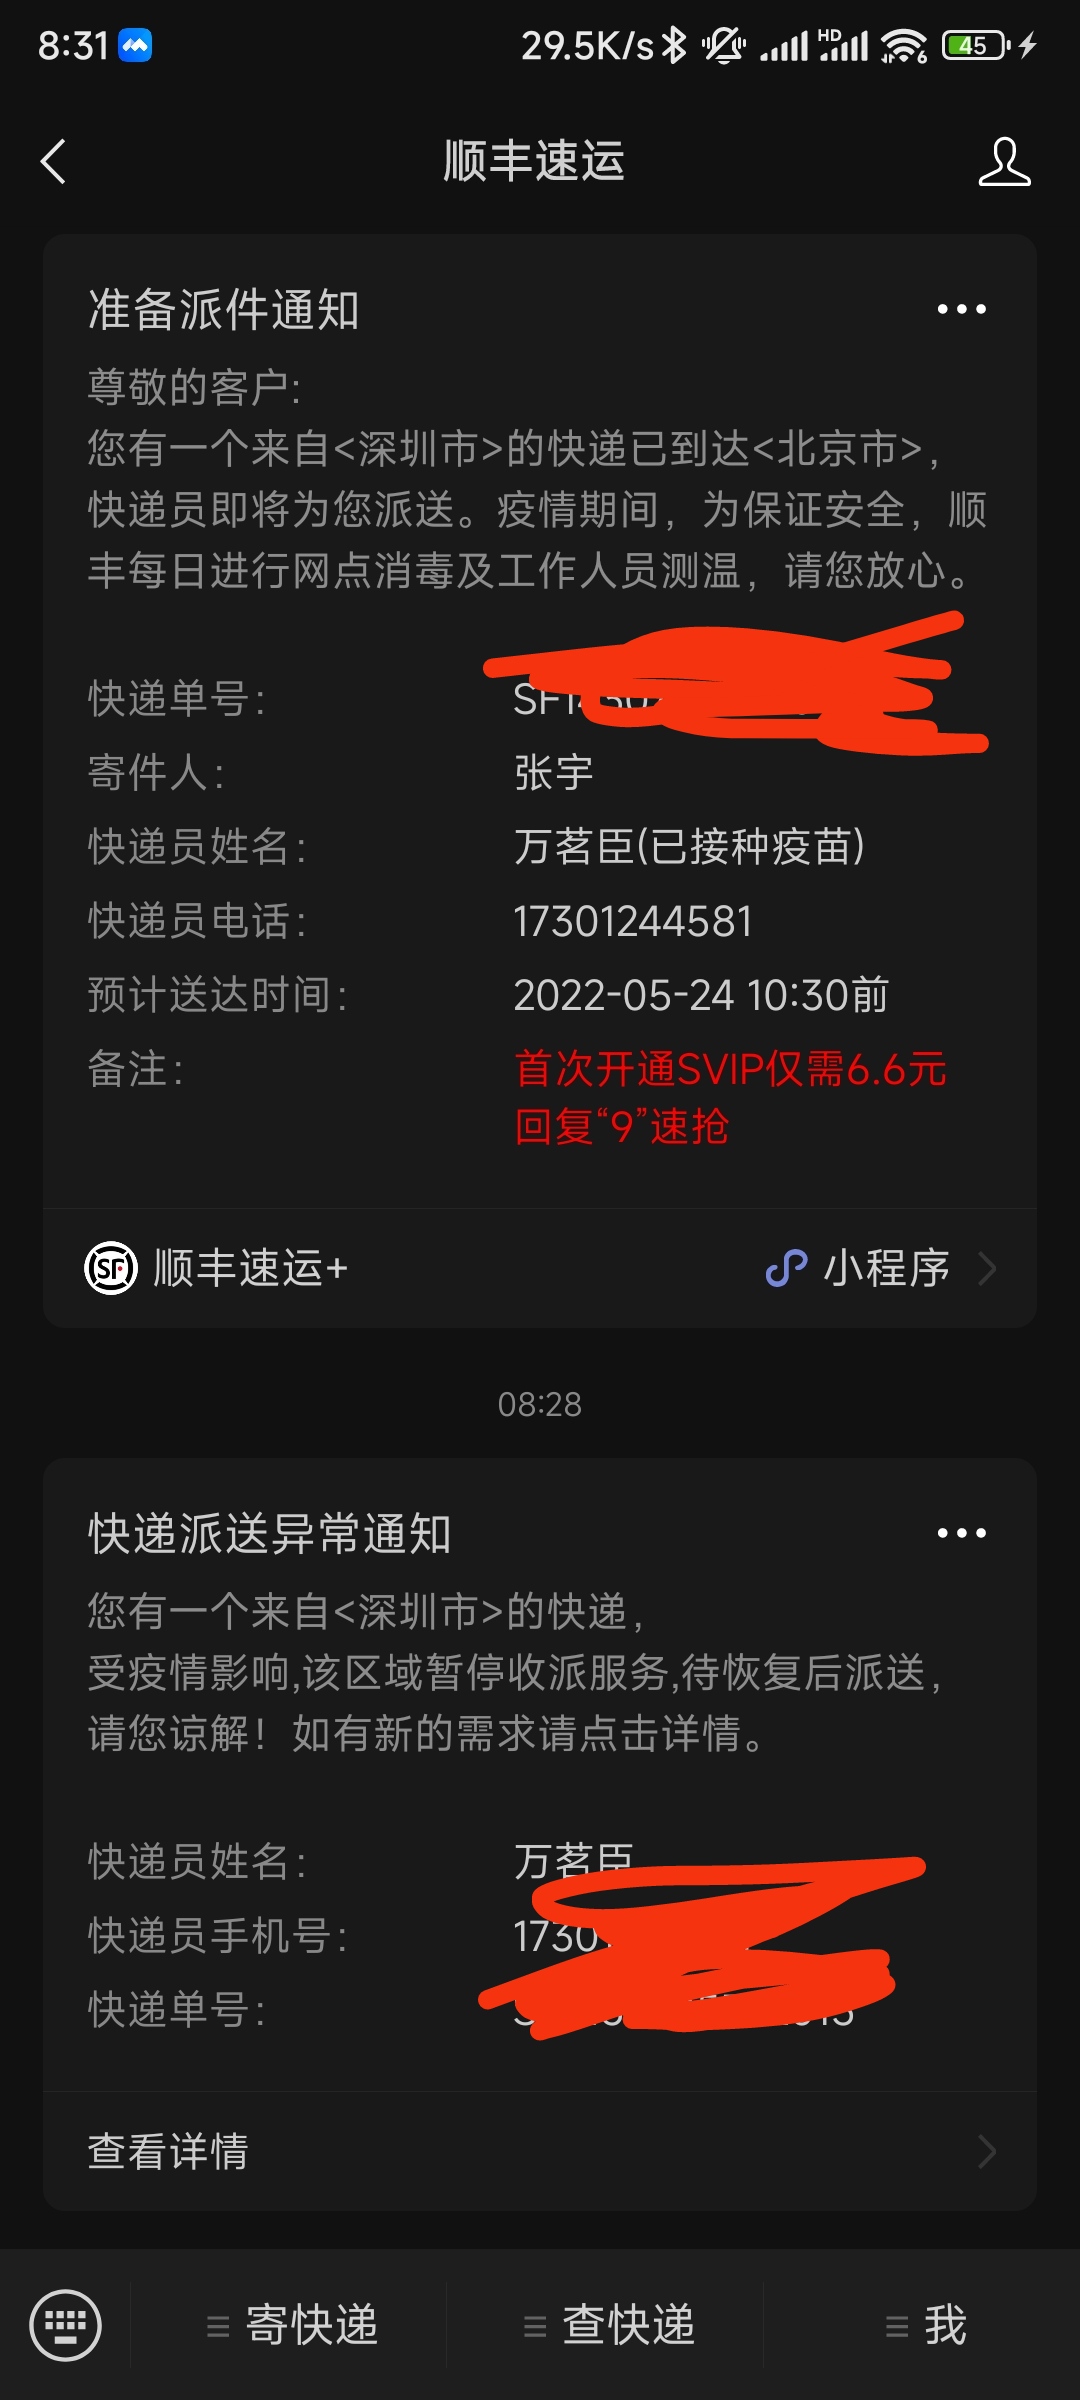 8:31
29.5K/s
HD
6
45
顺丰速运
准备派件通知
尊敬的客户:
您有一个来自<深圳市>的快递已到达<北京市>,
快递员即将为您派送。疫情期间，为保证安全，顺
丰每日进行网点消毒及工作人员测温，请您放心。
快递单号:
寄件人: 张宇
快递员姓名: 万茗臣(已接种疫苗)
快递员电话: 17301244581
预计送达时间: 2022-05-24 10:30前
备注: 首次开通SVIP仅需6.6元
回复“9”速抢
SF
顺丰速运+
小程序
08:28
快递派送异常通知
您有一个来自<深圳市>的快递,
受疫情影响,该区域暂停收派服务,待恢复后派送,
请您谅解！如有新的需求请点击详情。
快递员姓名: 万茗臣
快递员手机号: 1730
快递单号:
查看详情
寄快递
查快递
我